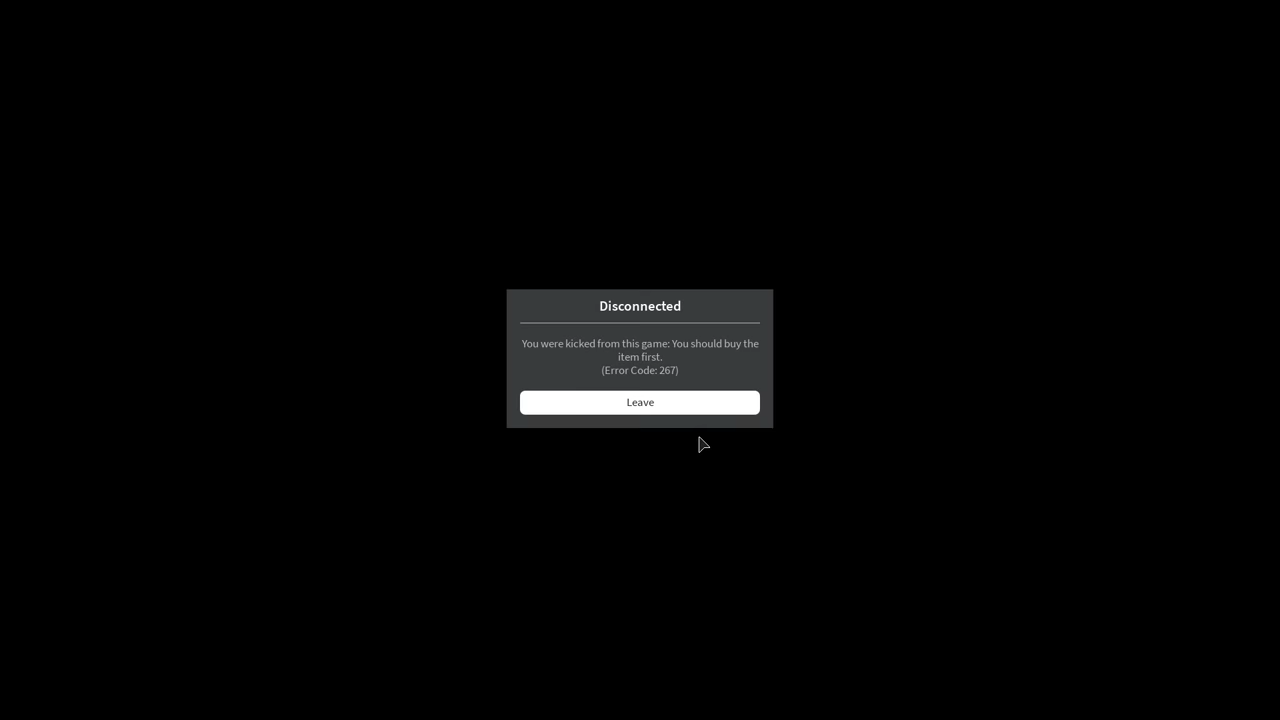 Disconnected
You were kicked from this game: You should buy the
item first.
(Error Code: 267)
Leave